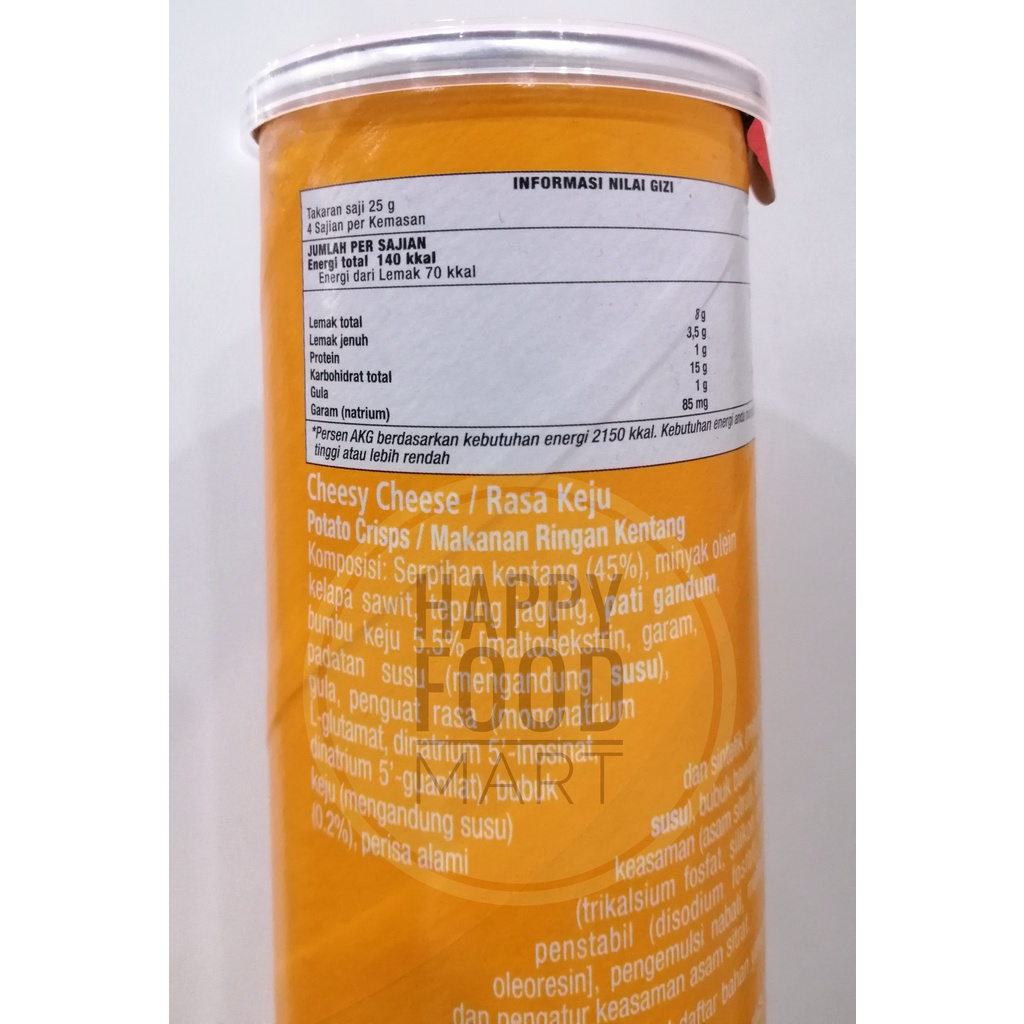 INFORMASI NILAI GIZI
Takaran saji 25 g
4 Sajian per Kemasan
JUMLAH PER SAJIAN
Energi total 140 kkal
Energi dari Lemak 70 kkal
Lemak total 8 g
Lemak jenuh 3,5 g
Protein 1 g
Karbohidrat total 15 g
Gula 1 g
Garam (natrium) 85 mg
*Persen AKG berdasarkan kebutuhan energi 2150 kkal. Kebutuhan energi
tinggi atau lebih rendah
Cheesy Cheese / Rasa Keju
Potato Crisps / Makanan Ringan Kentang
Komposisi: Serpihan kentang (45%), minyak olein
kelapa sawit, tepung jagung, pati gandum,
bumbu keju 5.5% [maltodekstrin, garam,
padatan susu (mengandung susu),
gula, penguat rasa (mononatrium
L-glutamat, dinatrium 5'-inosinat,
dinatrium 5'-guanilat) bubuk
keju (mengandung susu)
(0.2%), perisa alami
dan sintetik,
susu), bubuk
keasaman (asam sitrat,
(trikalsium fosfat,
penstabil (disodium
oleoresin], pengemulsi nabati,
dan pengatur keasaman asam sitrat.
daftar bahan
HAPPY
FOOD
MART